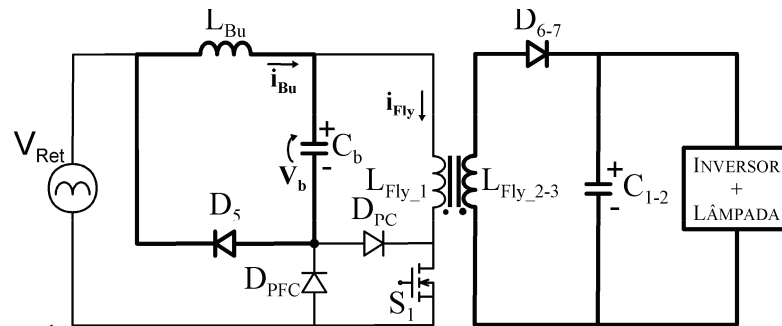 L_Bu
D_6-7
i_Bu
i_Fly
V_Ret
+
C_b
-
V_b
L_Fly_1
L_Fly_2-3
+
C_1-2
-
INVERSOR
+
LÂMPADA
D_5
D_PC
D_PFC
S_1